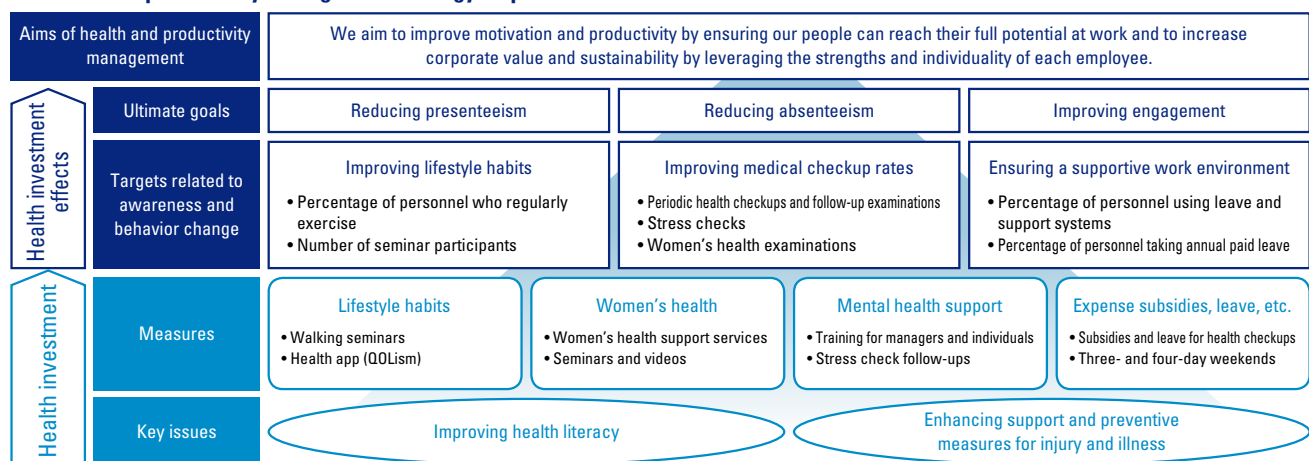 Aims of health and productivity
management
We aim to improve motivation and productivity by ensuring our people can reach their full potential at work and to increase
corporate value and sustainability by leveraging the strengths and individuality of each employee.
Health investment
effects
Ultimate goals
Reducing presenteeism
Reducing absenteeism
Improving engagement
Targets related to
awareness and
behavior change
Improving lifestyle habits
• Percentage of personnel who regularly
exercise
• Number of seminar participants
Improving medical checkup rates
• Periodic health checkups and follow-up examinations
• Stress checks
• Women's health examinations
Ensuring a supportive work environment
• Percentage of personnel using leave and
support systems
• Percentage of personnel taking annual paid leave
Health investment
Measures
Lifestyle habits
• Walking seminars
• Health app (QOLism)
Women's health
• Women's health support services
• Seminars and videos
Mental health support
• Training for managers and individuals
• Stress check follow-ups
Expense subsidies, leave, etc.
• Subsidies and leave for health checkups
• Three- and four-day weekends
Key issues
Improving health literacy
Enhancing support and preventive
measures for injury and illness